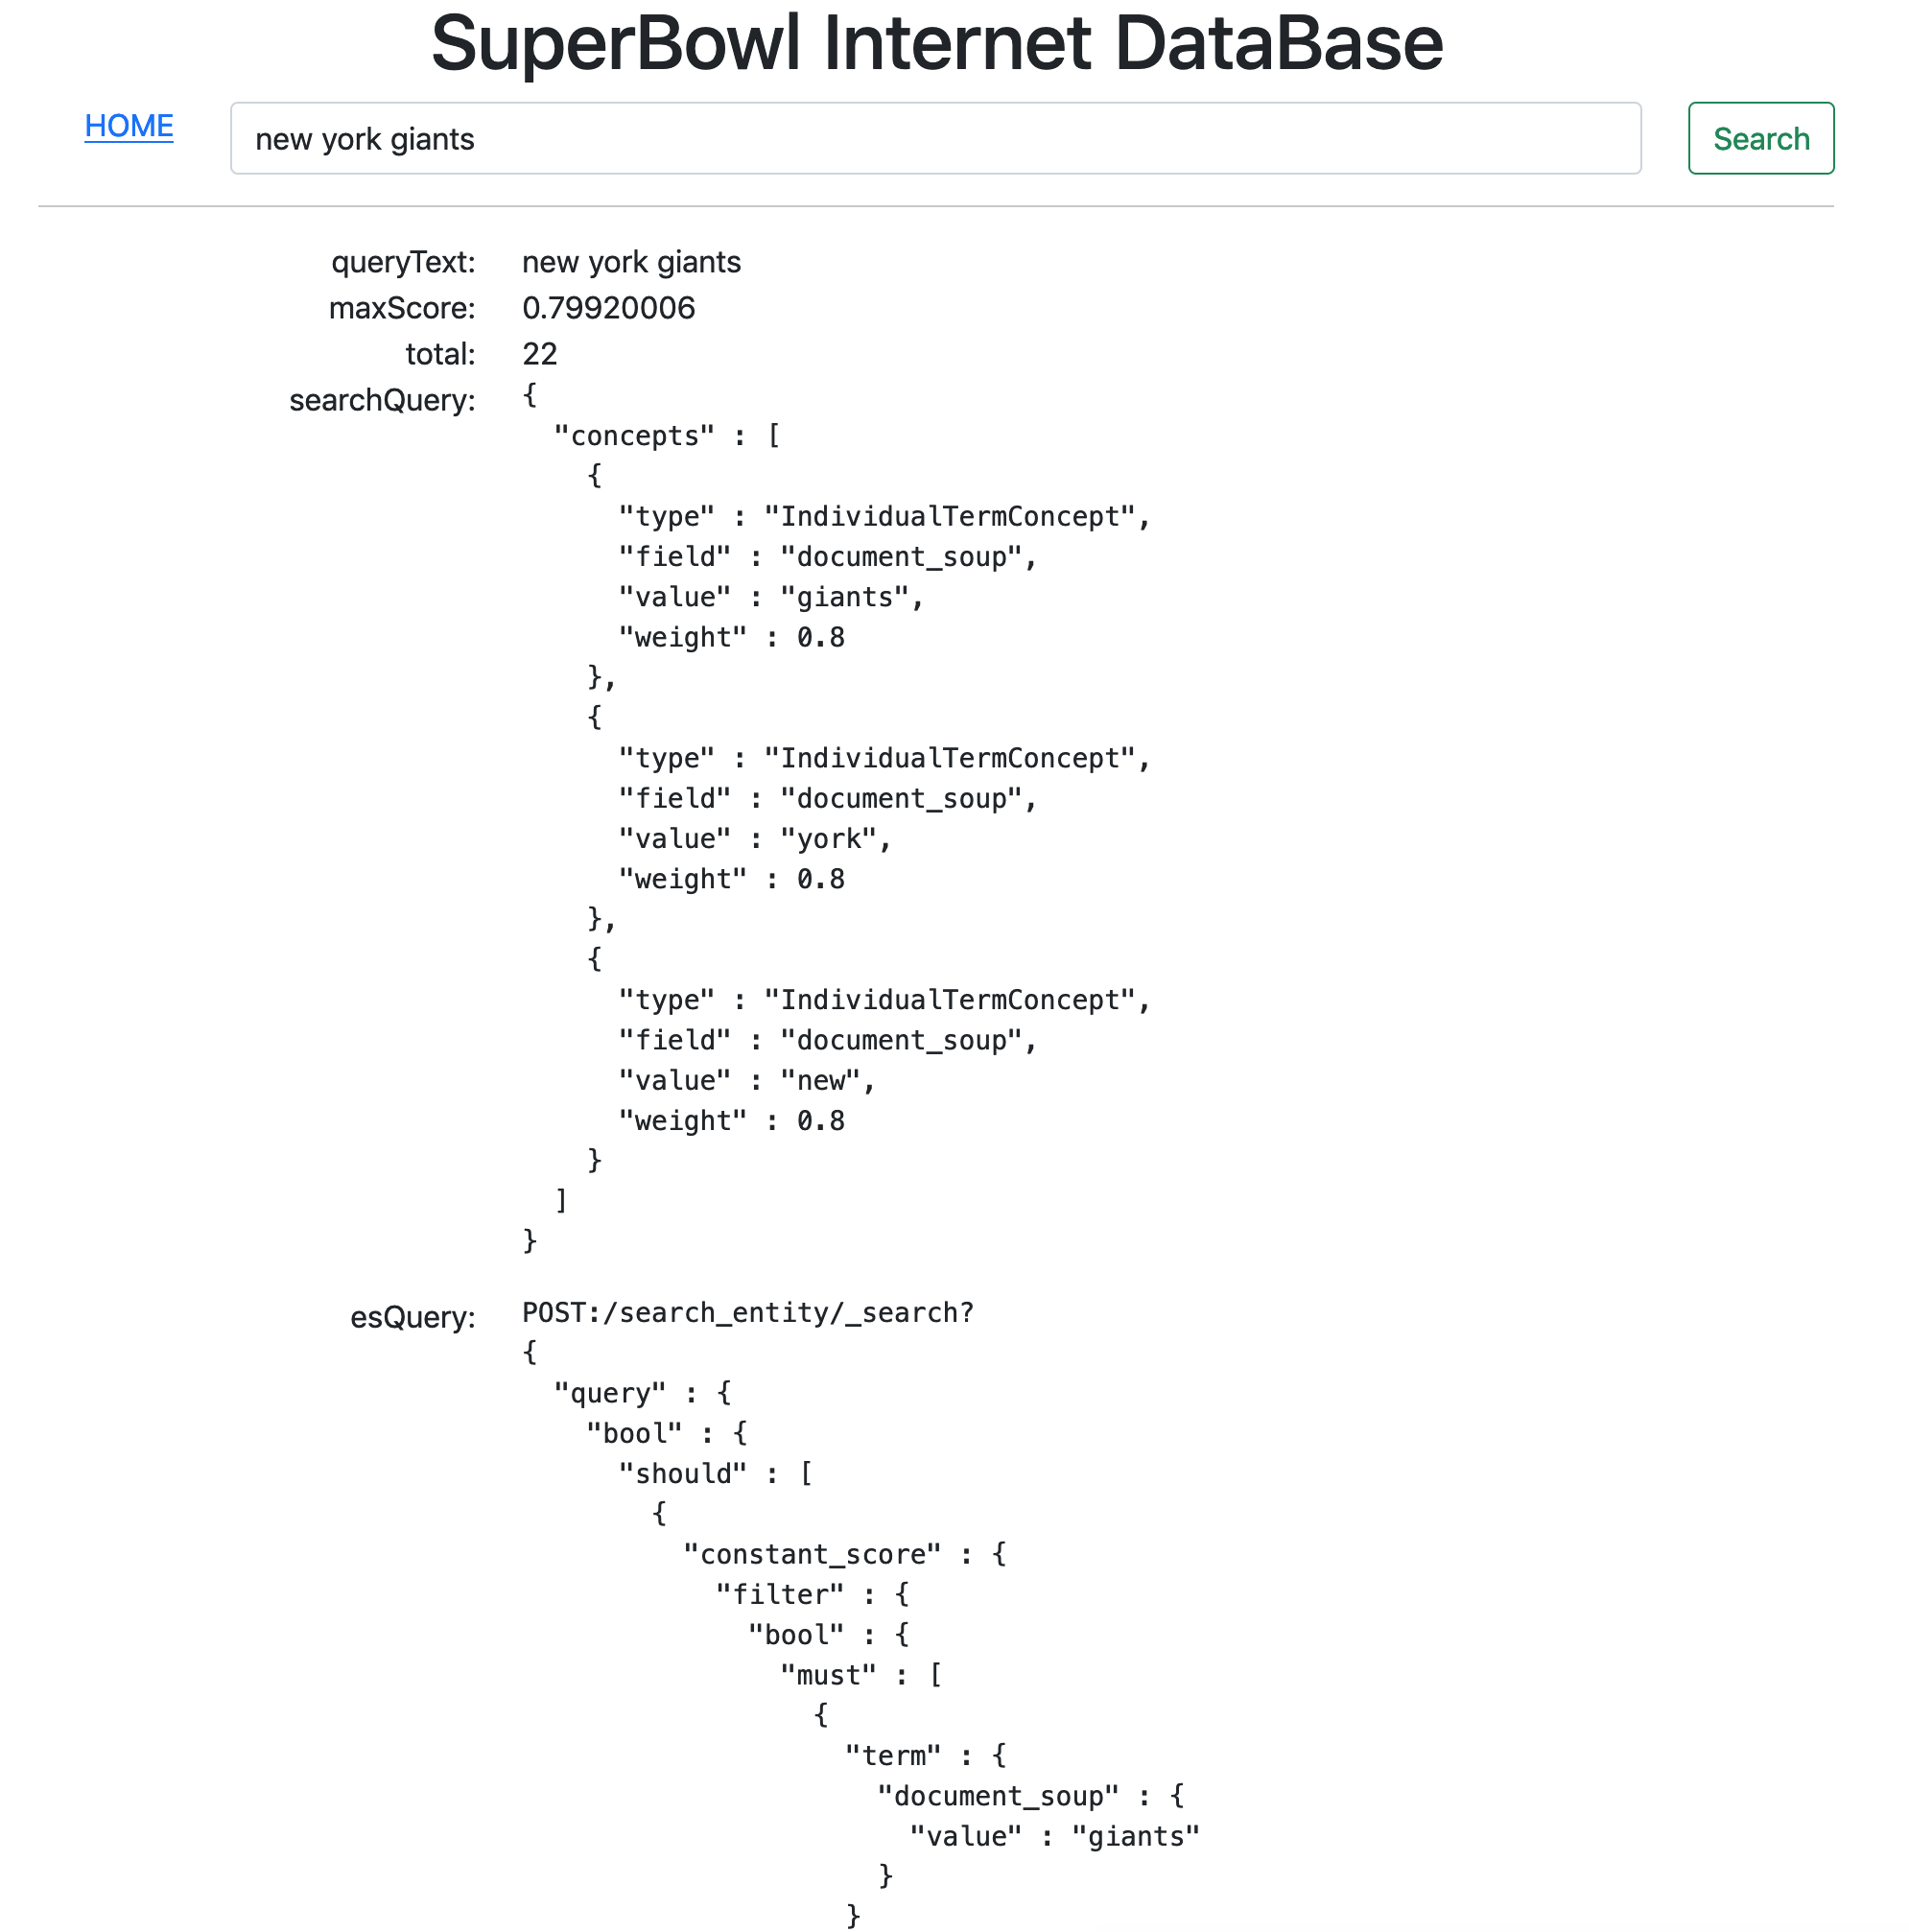 SuperBowl Internet DataBase
HOME
new york giants
Search
queryText: new york giants
maxScore: 0.79920006
total: 22
searchQuery: {
  "concepts" : [
    {
      "type" : "IndividualTermConcept",
      "field" : "document_soup",
      "value" : "giants",
      "weight" : 0.8
    },
    {
      "type" : "IndividualTermConcept",
      "field" : "document_soup",
      "value" : "york",
      "weight" : 0.8
    },
    {
      "type" : "IndividualTermConcept",
      "field" : "document_soup",
      "value" : "new",
      "weight" : 0.8
    }
  ]
}
esQuery: POST:/search_entity/_search?
{
  "query" : {
    "bool" : {
      "should" : [
        {
          "constant_score" : {
            "filter" : {
              "bool" : {
                "must" : [
                  {
                    "term" : {
                      "document_soup" : {
                        "value" : "giants"
                      }
                    }